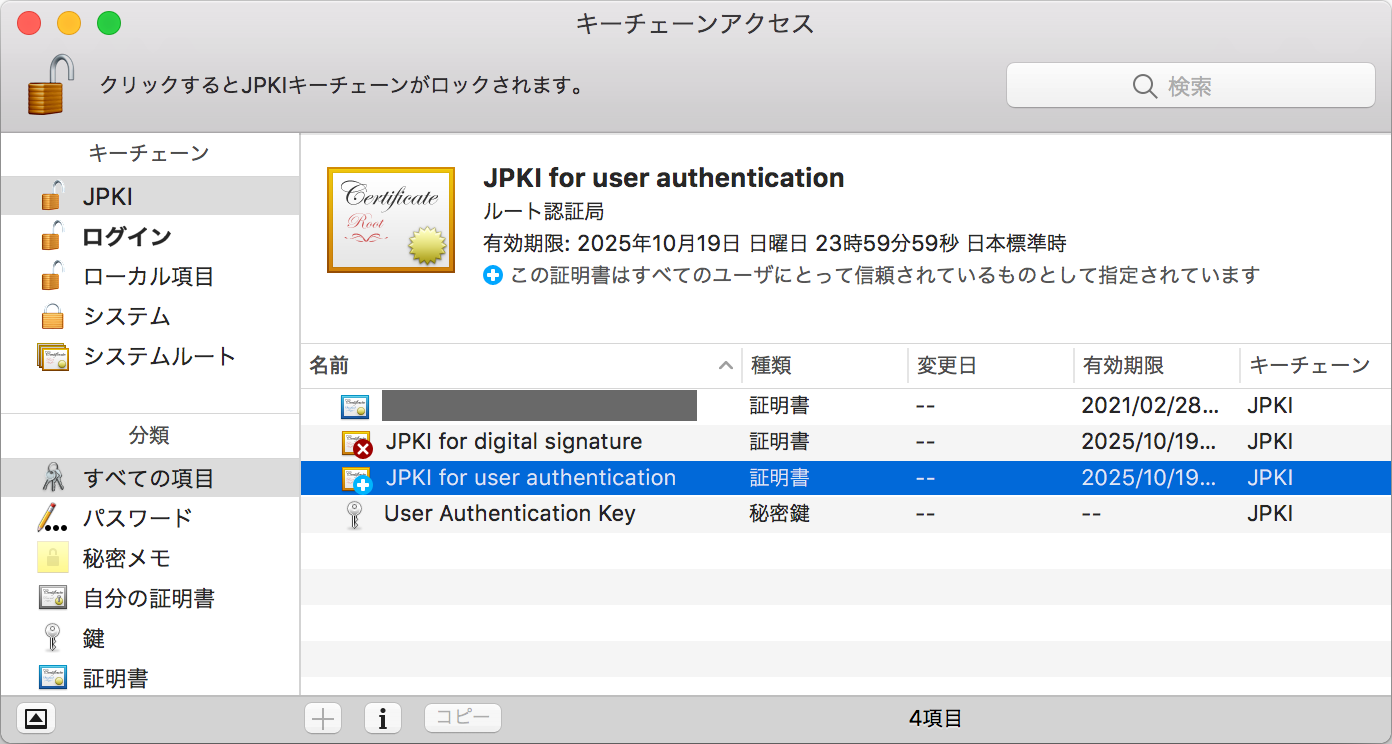 キーチェーンアクセス
クリックするとJPKIキーチェーンがロックされます。
検索
キーチェーン
JPKI
ログイン
ローカル項目
システム
システムルート
分類
すべての項目
パスワード
秘密メモ
自分の証明書
鍵
証明書
Certificate
Root
JPKI for user authentication
ルート認証局
有効期限: 2025年10月19日 日曜日 23時59分59秒 日本標準時
この証明書はすべてのユーザにとって信頼されているものとして指定されています
名前 種類 変更日 有効期限 キーチェーン
証明書 -- 2021/02/28... JPKI
JPKI for digital signature 証明書 -- 2025/10/19... JPKI
JPKI for user authentication 証明書 -- 2025/10/19... JPKI
User Authentication Key 秘密鍵 -- -- JPKI
コピー
4項目